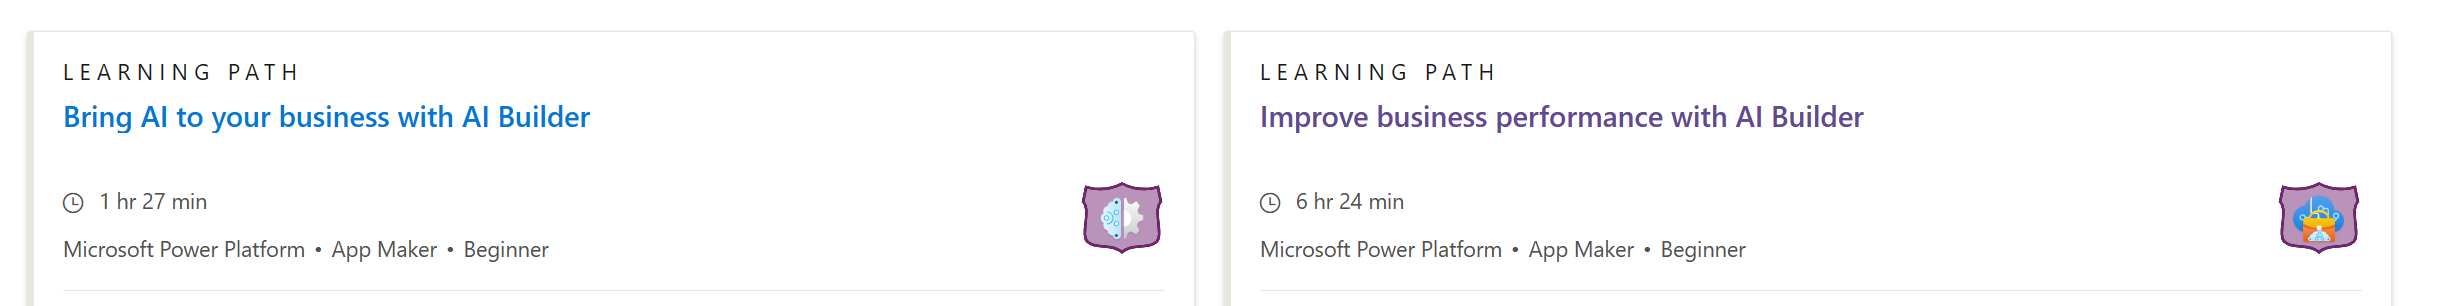 LEARNING PATH
Bring AI to your business with AI Builder
1 hr 27 min
Microsoft Power Platform • App Maker • Beginner
LEARNING PATH
Improve business performance with AI Builder
6 hr 24 min
Microsoft Power Platform • App Maker • Beginner